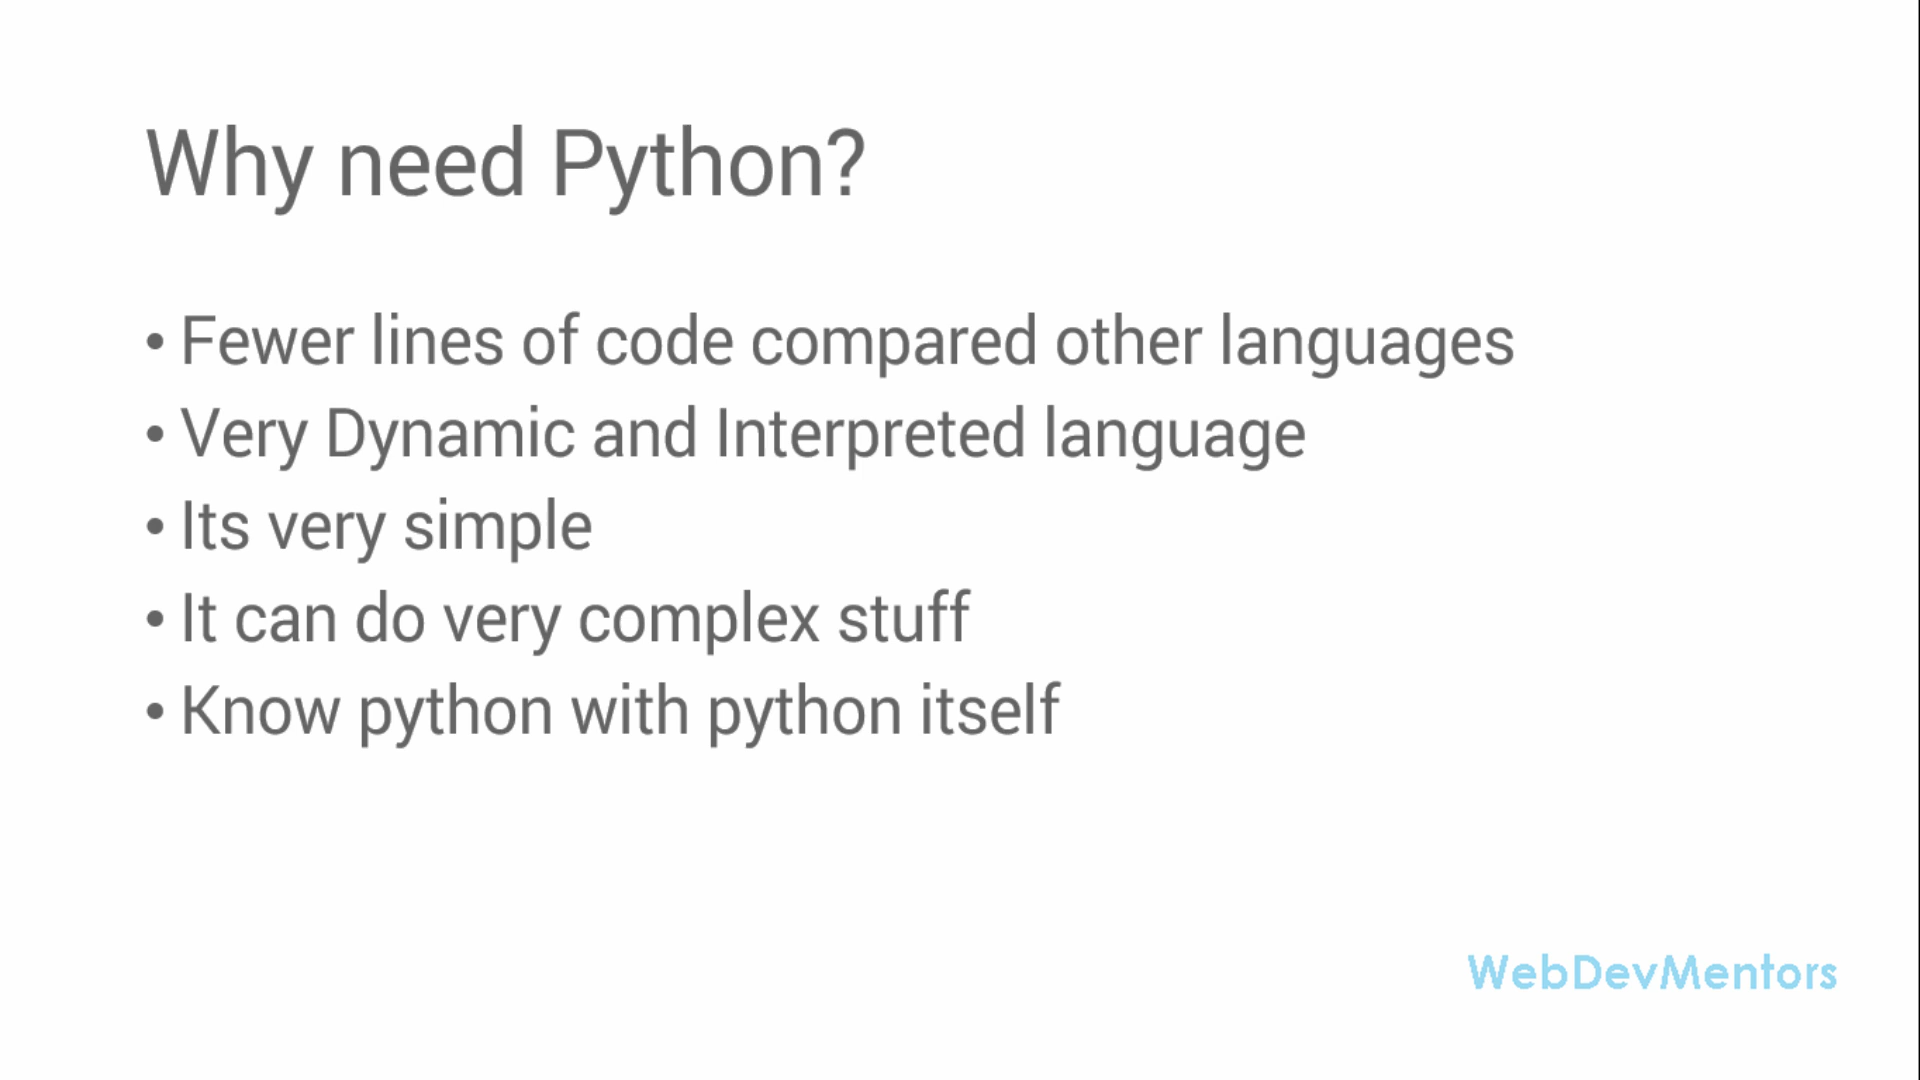 Why need Python?
• Fewer lines of code compared other languages
• Very Dynamic and Interpreted language
• Its very simple
• It can do very complex stuff
• Know python with python itself
WebDevMentors